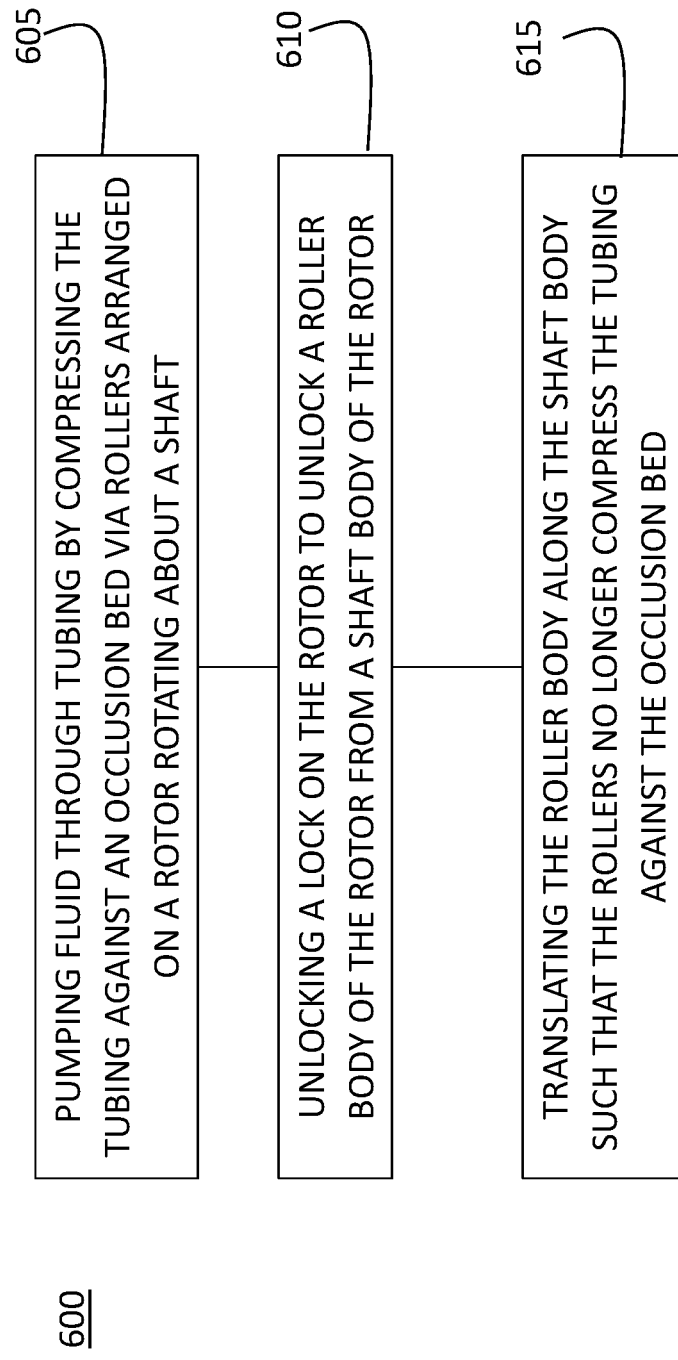 600
PUMPING FLUID THROUGH TUBING BY COMPRESSING THE
TUBING AGAINST AN OCCLUSION BED VIA ROLLERS ARRANGED
ON A ROTOR ROTATING ABOUT A SHAFT
605
UNLOCKING A LOCK ON THE ROTOR TO UNLOCK A ROLLER
BODY OF THE ROTOR FROM A SHAFT BODY OF THE ROTOR
610
TRANSLATING THE ROLLER BODY ALONG THE SHAFT BODY
SUCH THAT THE ROLLERS NO LONGER COMPRESS THE TUBING
AGAINST THE OCCLUSION BED
615